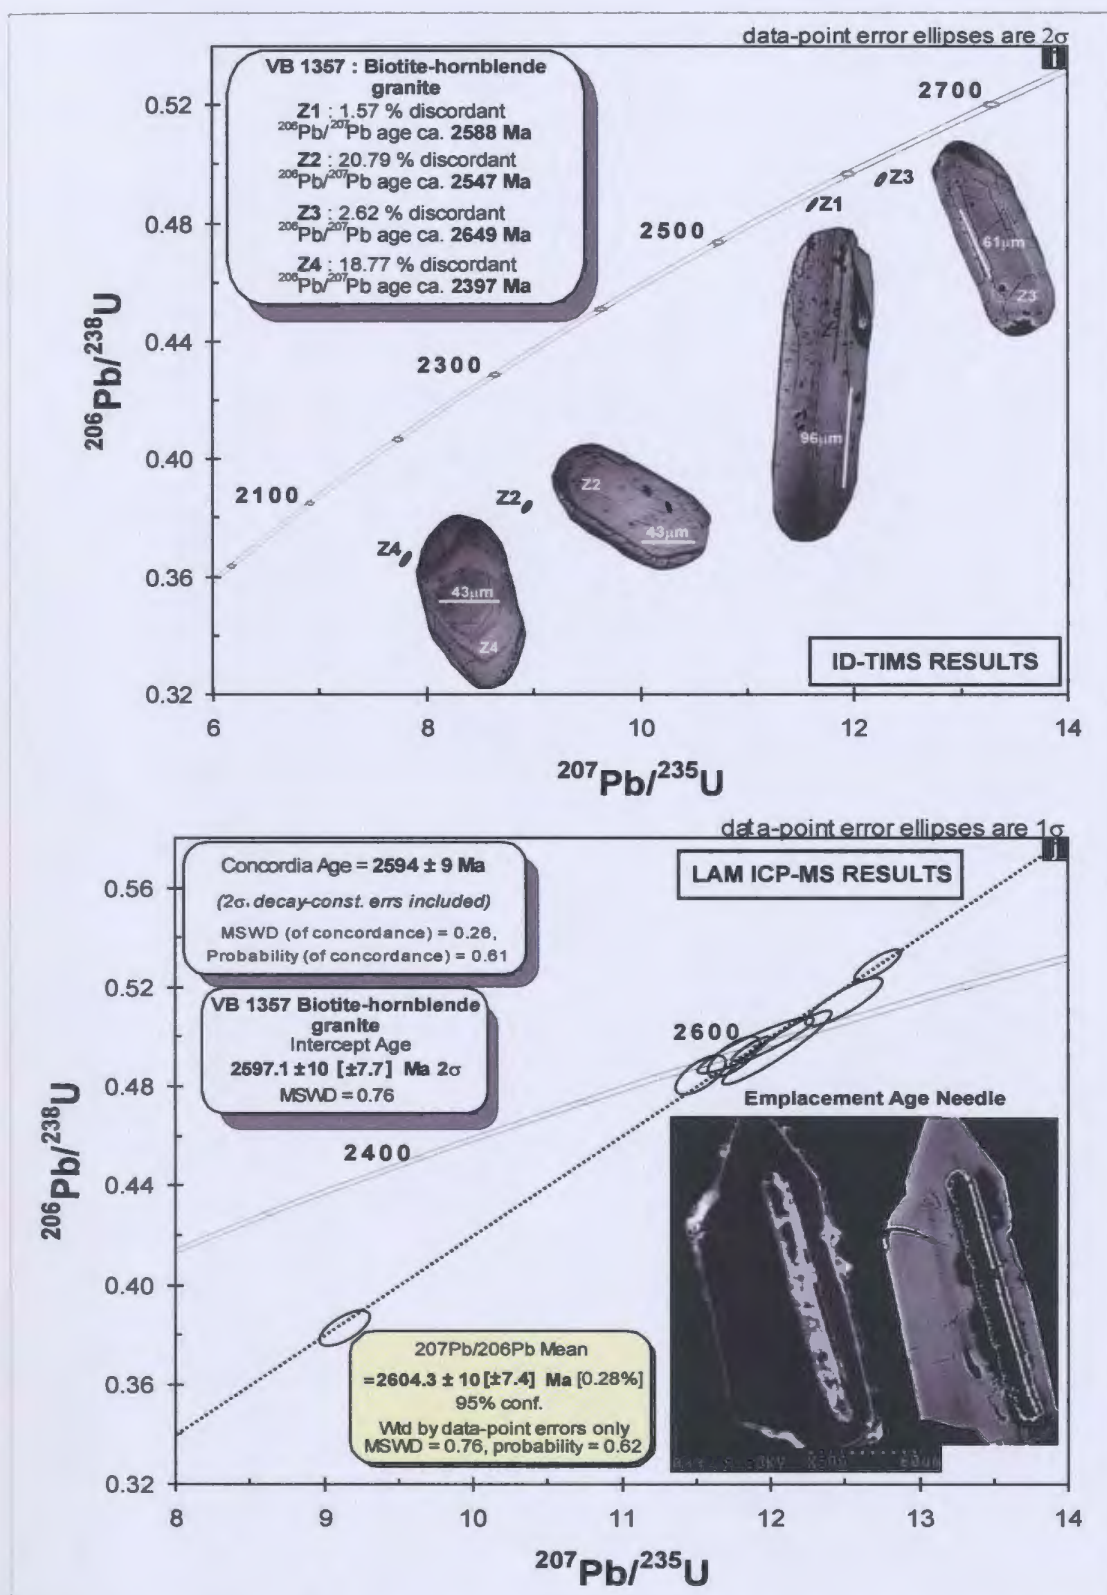 data-point error ellipses are 2σ
i
VB 1357 : Biotite-hornblende
granite
Z1 : 1.57 % discordant
²⁰⁶Pb/²⁰⁷Pb age ca. 2588 Ma
Z2 : 20.79 % discordant
²⁰⁶Pb/²⁰⁷Pb age ca. 2547 Ma
Z3 : 2.62 % discordant
²⁰⁶Pb/²⁰⁷Pb age ca. 2649 Ma
Z4 : 18.77 % discordant
²⁰⁶Pb/²⁰⁷Pb age ca. 2397 Ma
0.52
0.48
0.44
0.40
0.36
0.32
²⁰⁶Pb/²³⁸U
2700
2500
2300
2100
Z3
Z1
Z2
Z4
61µm
Z3
96µm
Z2
43µm
43µm
Z4
ID-TIMS RESULTS
6
8
10
12
14
²⁰⁷Pb/²³⁵U
data-point error ellipses are 1σ
j
Concordia Age = 2594 ± 9 Ma
(2σ, decay-const. errs included)
MSWD (of concordance) = 0.26,
Probability (of concordance) = 0.61
LAM ICP-MS RESULTS
VB 1357 Biotite-hornblende
granite
Intercept Age
2597.1 ±10 [±7.7] Ma 2σ
MSWD = 0.76
0.56
0.52
0.48
0.44
0.40
0.36
0.32
²⁰⁶Pb/²³⁸U
2600
2400
Emplacement Age Needle
207Pb/206Pb Mean
=2604.3 ± 10 [±7.4] Ma [0.28%]
95% conf.
Wtd by data-point errors only
MSWD = 0.76, probability = 0.62
60µm
8
9
10
11
12
13
14
²⁰⁷Pb/²³⁵U